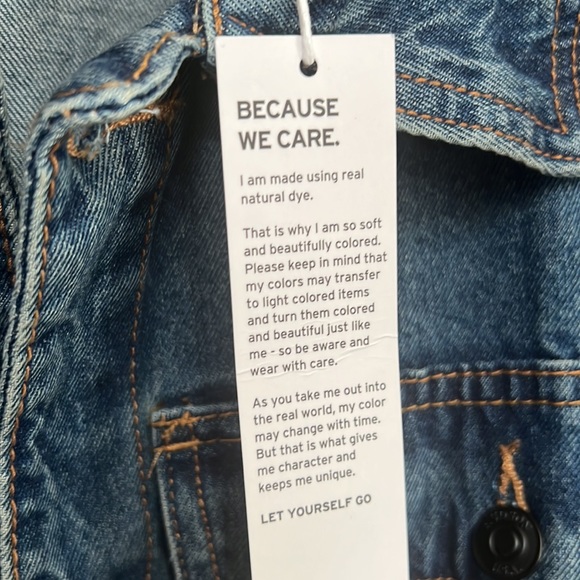 BECAUSE
WE CARE.
I am made using real
natural dye.
That is why I am so soft
and beautifully colored.
Please keep in mind that
my colors may transfer
to light colored items
and turn them colored
and beautiful just like
me - so be aware and
wear with care.
As you take me out into
the real world, my color
may change with time.
But that is what gives
me character and
keeps me unique.
LET YOURSELF GO